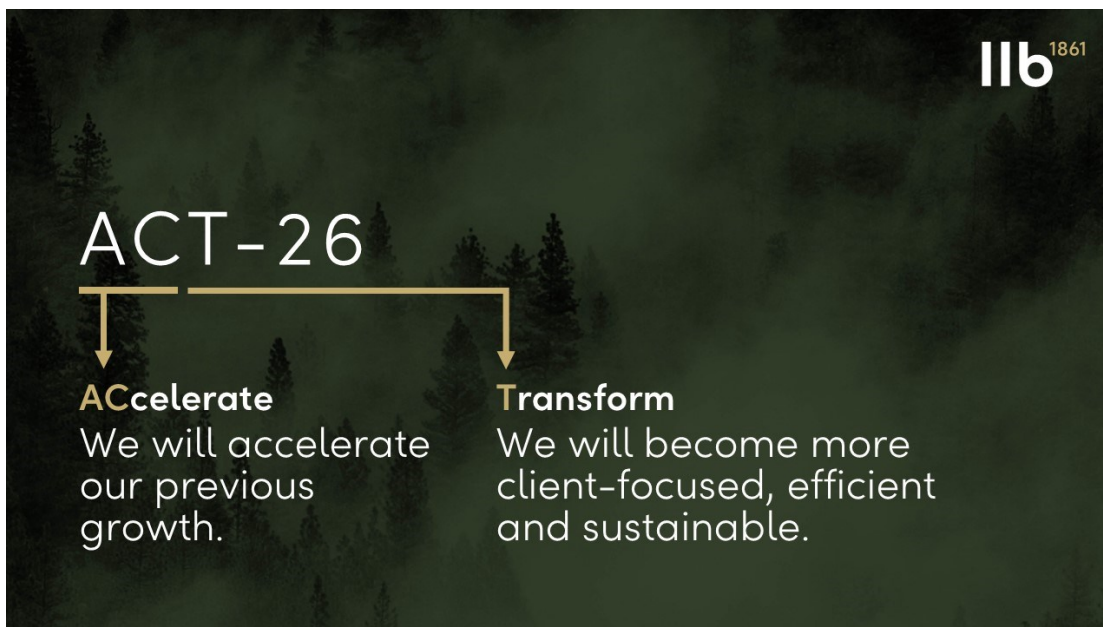 llb 1861
ACT-26
ACcelerate
We will accelerate
our previous
growth.
Transform
We will become more
client-focused, efficient
and sustainable.